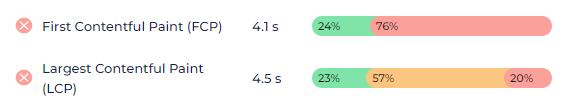 First Contentful Paint (FCP) 4.1 s 24% 76%
Largest Contentful Paint
(LCP) 4.5 s 23% 57% 20%